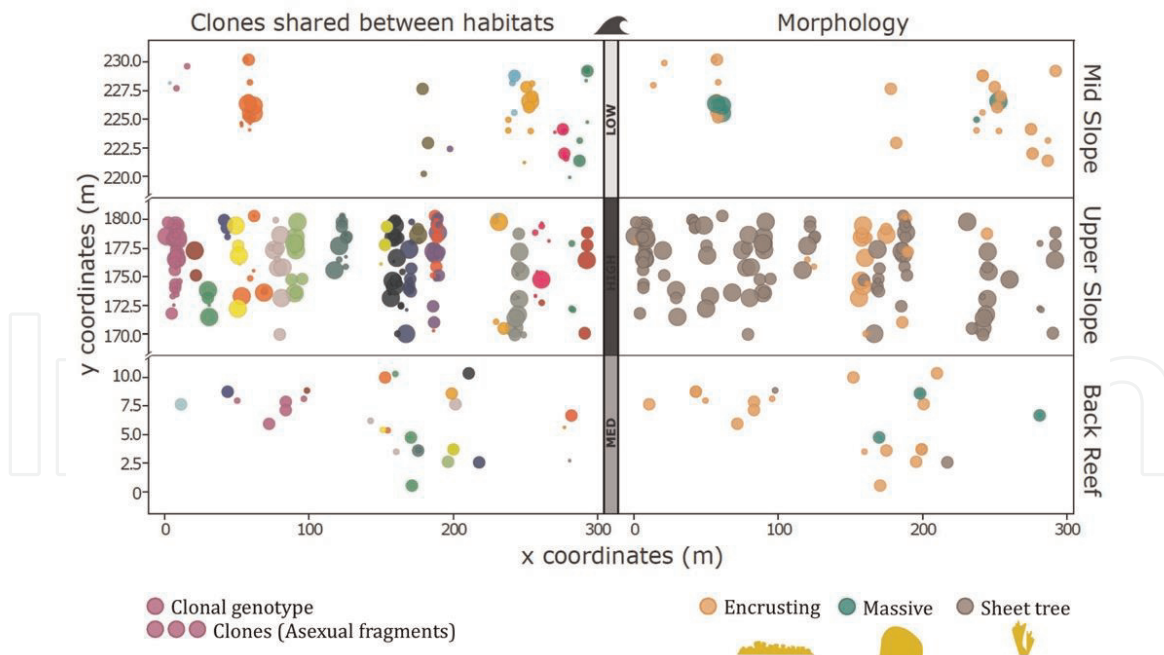 Clones shared between habitats
Morphology
y coordinates (m)
230.0
227.5
225.0
222.5
220.0
180.0
177.5
175.0
172.5
170.0
10.0
7.5
5.0
2.5
0
LOW
HIGH
MED
Mid Slope
Upper Slope
Back Reef
0 100 200 300 0 100 200 300
x coordinates (m)
Clonal genotype
Clones (Asexual fragments)
Encrusting Massive Sheet tree